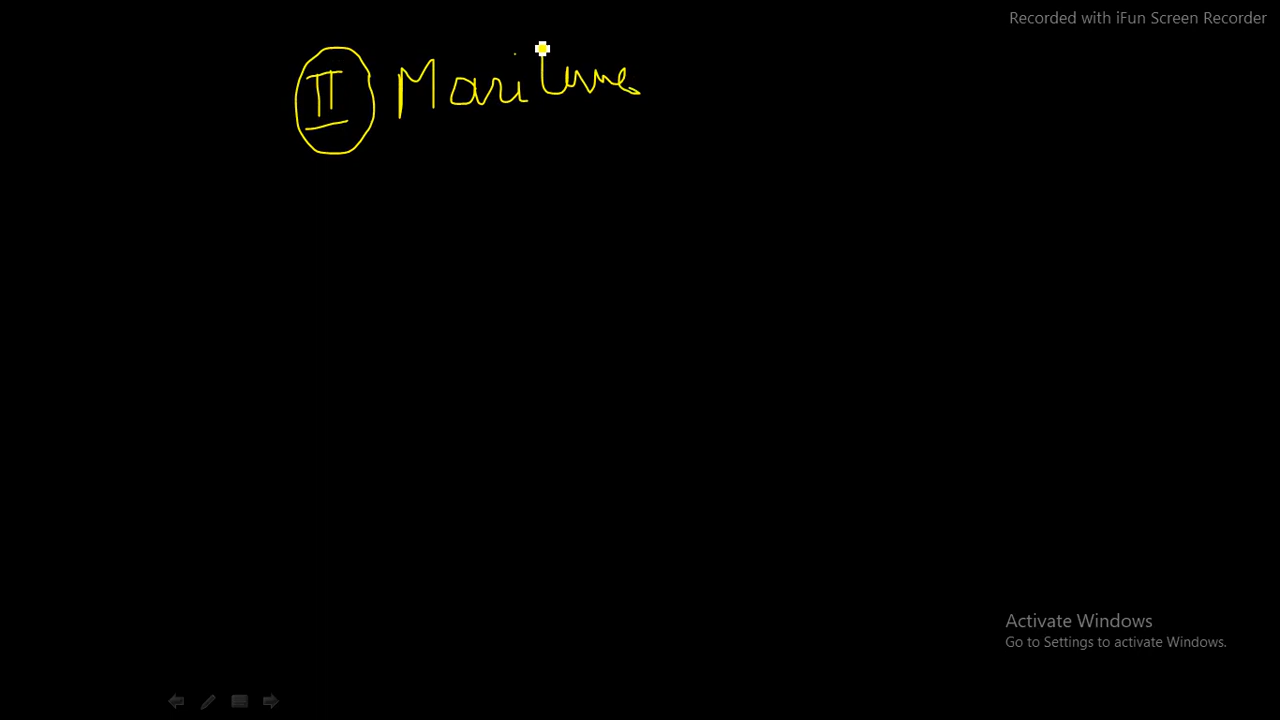 Recorded with iFun Screen Recorder
II Maritime
Activate Windows
Go to Settings to activate Windows.